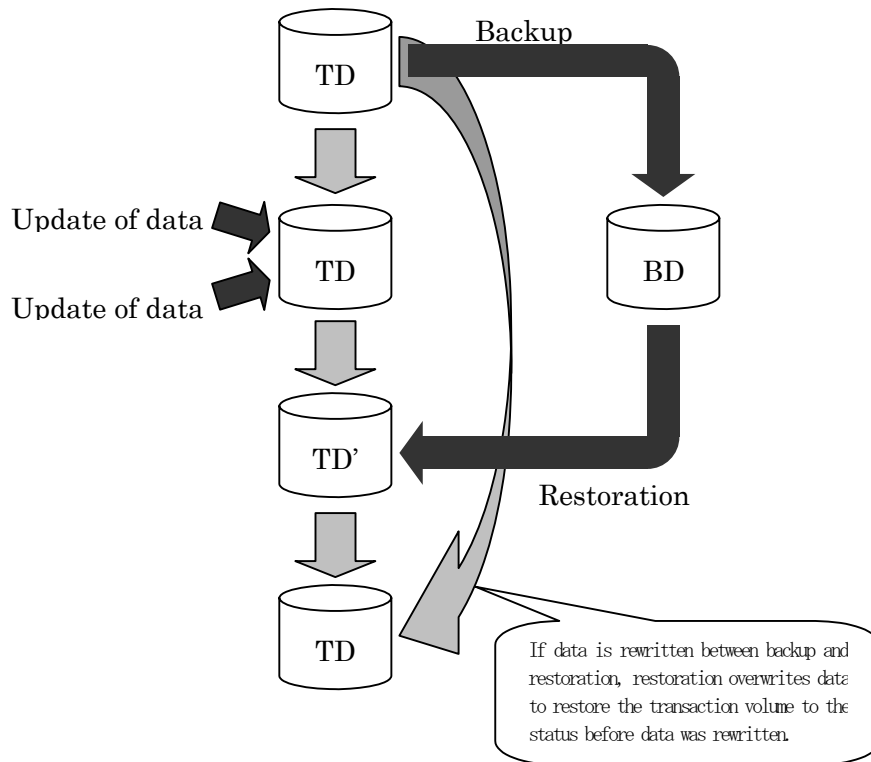 Backup
TD
Update of data
TD
BD
Update of data
TD’
Restoration
TD
If data is rewritten between backup and
restoration, restoration overwrites data
to restore the transaction volume to the
status before data was rewritten.